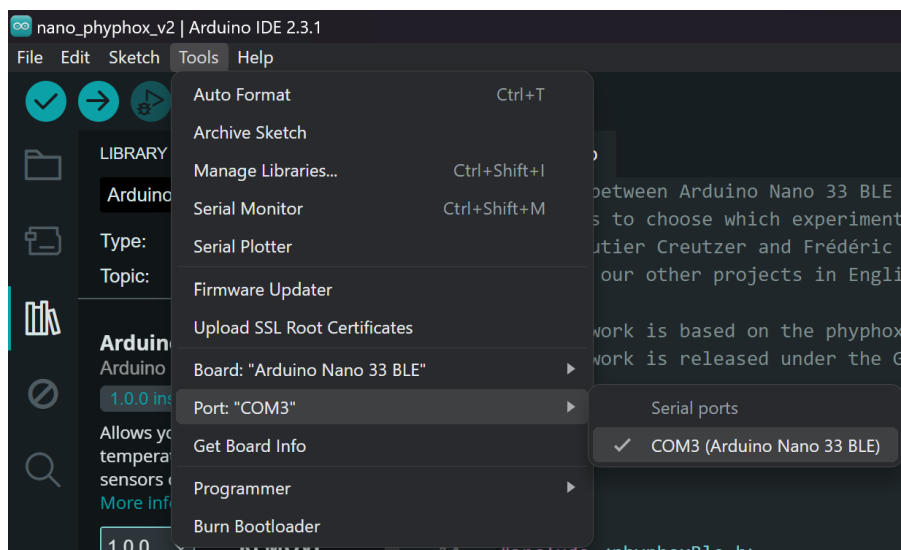 nano_phyphox_v2 | Arduino IDE 2.3.1
File Edit Sketch Tools Help
Auto Format Ctrl+T
Archive Sketch
Manage Libraries... Ctrl+Shift+I
Serial Monitor Ctrl+Shift+M
Serial Plotter
Firmware Updater
Upload SSL Root Certificates
Board: "Arduino Nano 33 BLE"
Port: "COM3"
Get Board Info
Programmer
Burn Bootloader
Serial ports
COM3 (Arduino Nano 33 BLE)
LIBRARY
Arduino
Type:
Topic:
Arduin
Arduino
1.0.0 ins
Allows yo
tempera
sensors
More inf
1.0.0
between Arduino Nano 33 BLE
s to choose which experiment
utier Creutzer and Frédéric
our other projects in Engli
work is based on the phyphox
work is released under the G